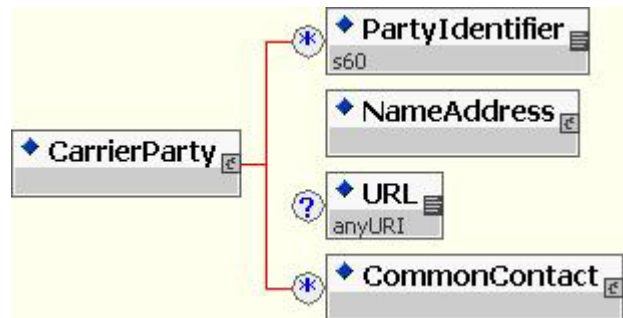 PartyIdentifier
s60
NameAddress
CarrierParty
URL
?
anyURI
CommonContact